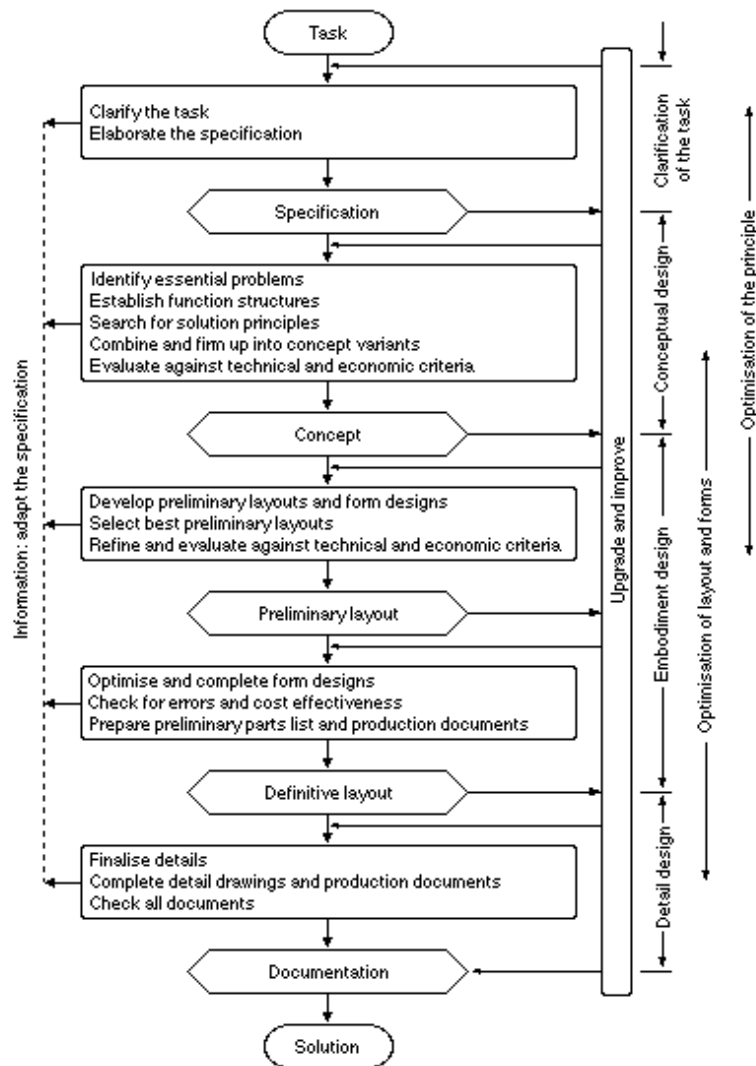 Task
Clarify the task
Elaborate the specification
Specification
Identify essential problems
Establish function structures
Search for solution principles
Combine and firm up into concept variants
Evaluate against technical and economic criteria
Concept
Develop preliminary layouts and form designs
Select best preliminary layouts
Refine and evaluate against technical and economic criteria
Preliminary layout
Optimise and complete form designs
Check for errors and cost effectiveness
Prepare preliminary parts list and production documents
Definitive layout
Finalise details
Complete detail drawings and production documents
Check all documents
Documentation
Solution
Information: adapt the specification
Upgrade and improve
Clarification
of the task
Conceptual design
Embodiment design
Detail design
Optimisation of layout and forms
Optimisation of the principle